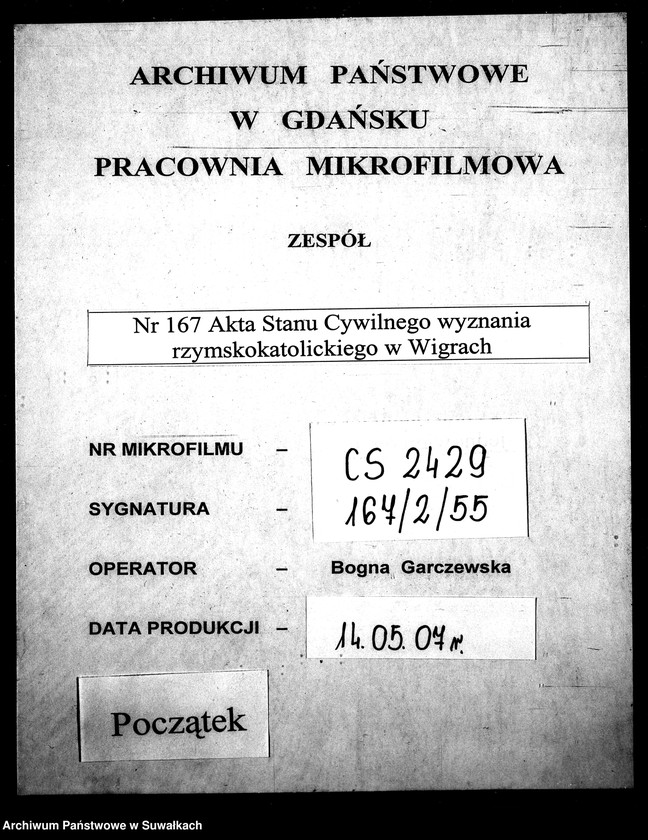 ARCHIWUM PAŃSTWOWE
W GDAŃSKU
PRACOWNIA MIKROFILMOWA
ZESPÓŁ
Nr 167 Akta Stanu Cywilnego wyznania
rzymskokatolickiego w Wigrach
NR MIKROFILMU – CS 2429
SYGNATURA – 167/2/55
OPERATOR – Bogna Garczewska
DATA PRODUKCJI – 14.05.07 r.
Początek
Archiwum Państwowe w Suwałkach